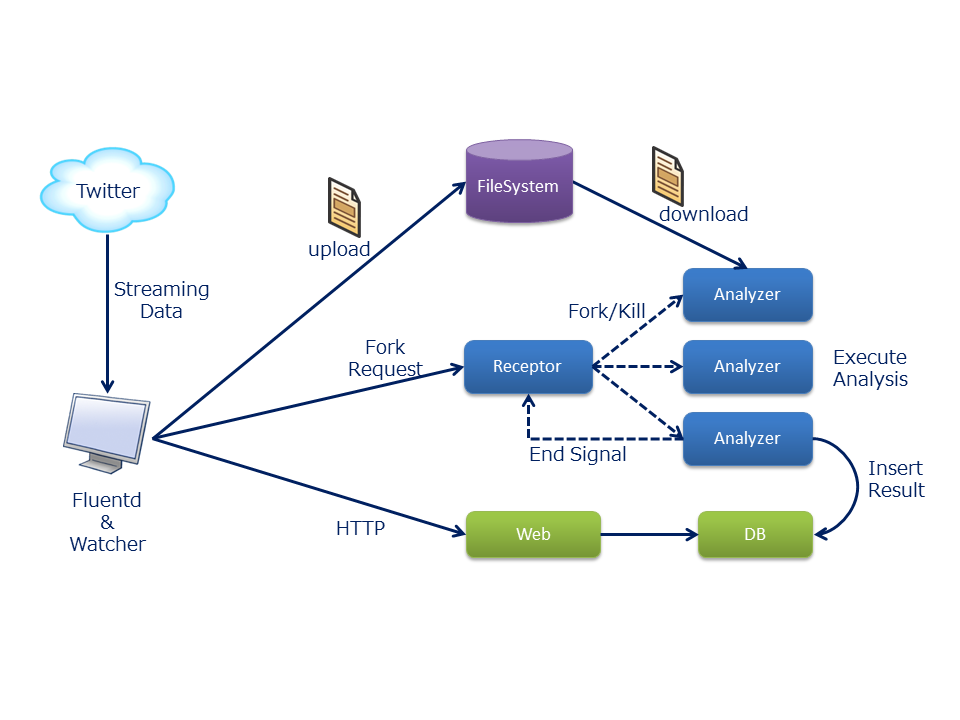 Twitter
Streaming
Data
Fluentd
&
Watcher
upload
FileSystem
download
Fork
Request
Receptor
Fork/Kill
Analyzer
Analyzer
Analyzer
Execute
Analysis
End Signal
Insert
Result
HTTP
Web
DB